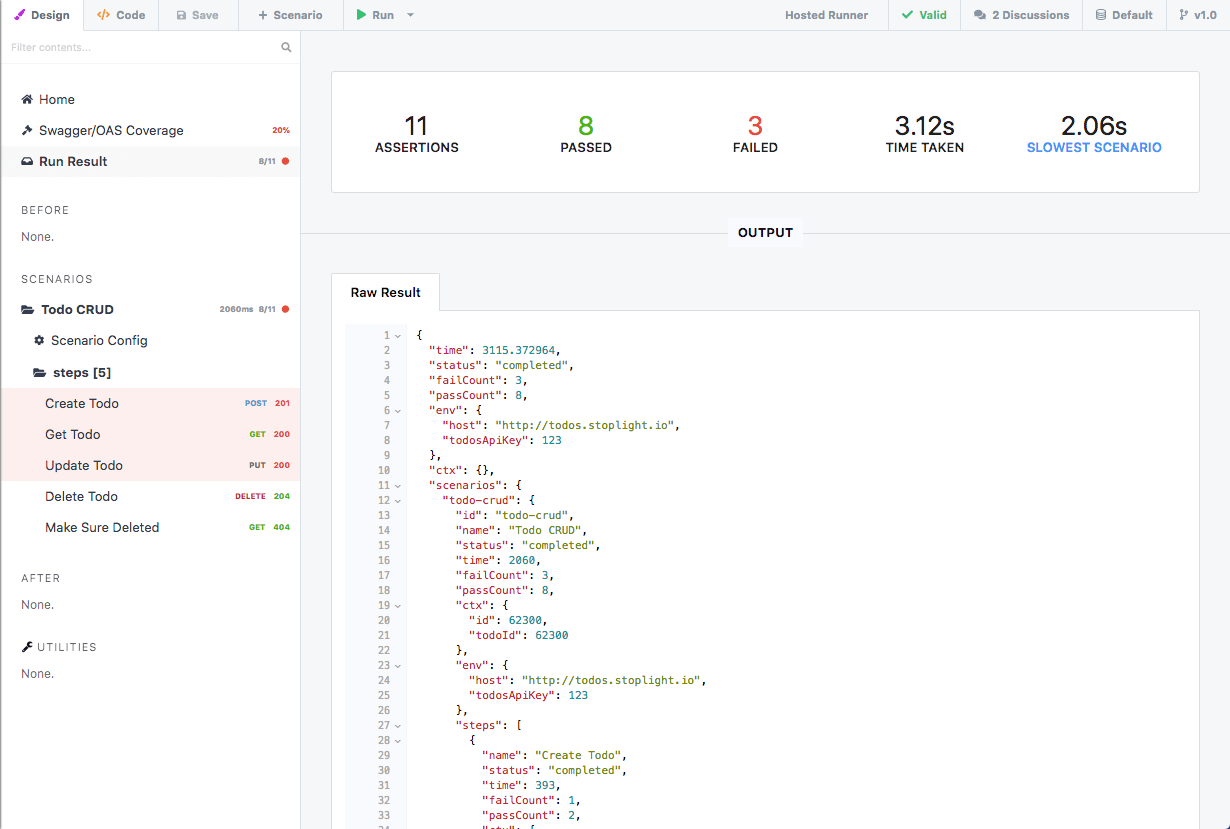 Design
Code
Save
Scenario
Run
Hosted Runner
Valid
2 Discussions
Default
v1.0
Filter contents...
Home
Swagger/OAS Coverage 20%
Run Result 8/11
BEFORE
None.
SCENARIOS
Todo CRUD 2060ms 8/11
Scenario Config
steps [5]
Create Todo POST 201
Get Todo GET 200
Update Todo PUT 200
Delete Todo DELETE 204
Make Sure Deleted GET 404
AFTER
None.
UTILITIES
None.
11
ASSERTIONS
8
PASSED
3
FAILED
3.12s
TIME TAKEN
2.06s
SLOWEST SCENARIO
OUTPUT
Raw Result
1 {
2 "time": 3115.372964,
3 "status": "completed",
4 "failCount": 3,
5 "passCount": 8,
6 "env": {
7 "host": "http://todos.stoplight.io",
8 "todosApiKey": 123
9 },
10 "ctx": {},
11 "scenarios": {
12 "todo-crud": {
13 "id": "todo-crud",
14 "name": "Todo CRUD",
15 "status": "completed",
16 "time": 2060,
17 "failCount": 3,
18 "passCount": 8,
19 "ctx": {
20 "id": 62300,
21 "todoId": 62300
22 },
23 "env": {
24 "host": "http://todos.stoplight.io",
25 "todosApiKey": 123
26 },
27 "steps": [
28 {
29 "name": "Create Todo",
30 "status": "completed",
31 "time": 393,
32 "failCount": 1,
33 "passCount": 2,